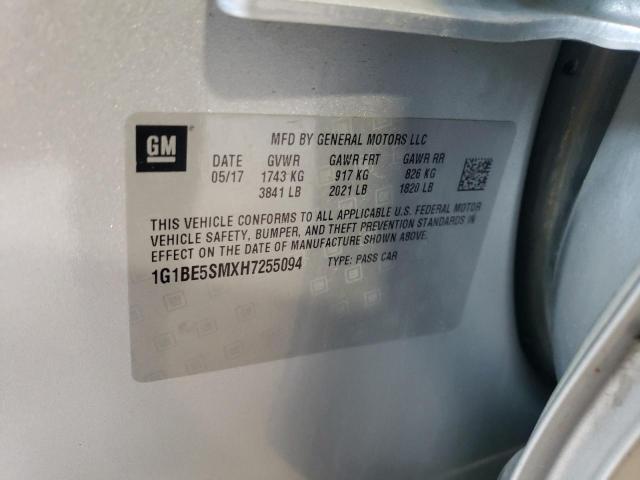 GM
MFD BY GENERAL MOTORS LLC
DATE GVWR GAWR FRT GAWR RR
05/17 1743 KG 917 KG 826 KG
3841 LB 2021 LB 1820 LB
THIS VEHICLE CONFORMS TO ALL APPLICABLE U.S. FEDERAL MOTOR
VEHICLE SAFETY, BUMPER, AND THEFT PREVENTION STANDARDS IN
EFFECT ON THE DATE OF MANUFACTURE SHOWN ABOVE.
1G1BE5SMXH7255094 TYPE: PASS CAR